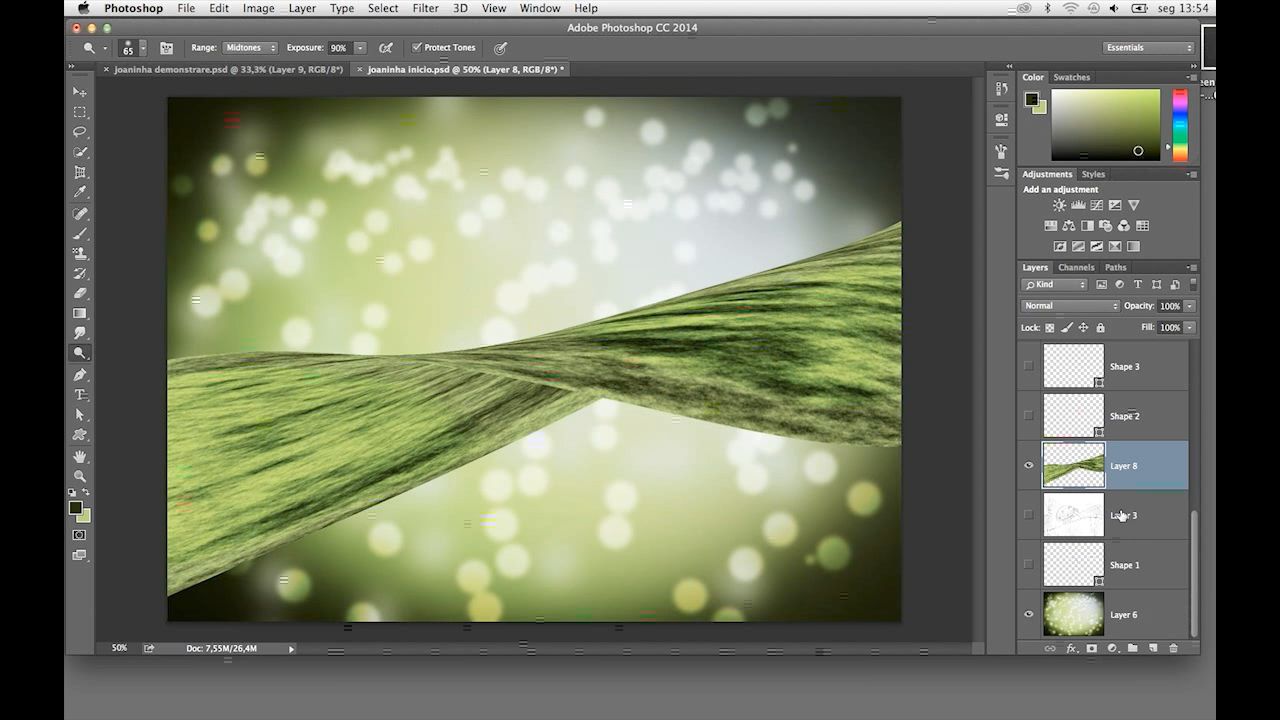 Photoshop File Edit Image Layer Type Select Filter 3D View Window Help seg 13:54
Adobe Photoshop CC 2014
65 Range: Midtones Exposure: 90% Protect Tones Essentials
× joaninha demonstrare.psd @ 33,3% (Layer 9, RGB/8*) × joaninha inicio.psd @ 50% (Layer 8, RGB/8*) *
Color Swatches
Adjustments Styles
Add an adjustment
Layers Channels Paths
Kind
Normal Opacity: 100%
Lock: Fill: 100%
Shape 3
Shape 2
Layer 8
Layer 3
Shape 1
Layer 6
50% Doc: 7,55M/26,4M